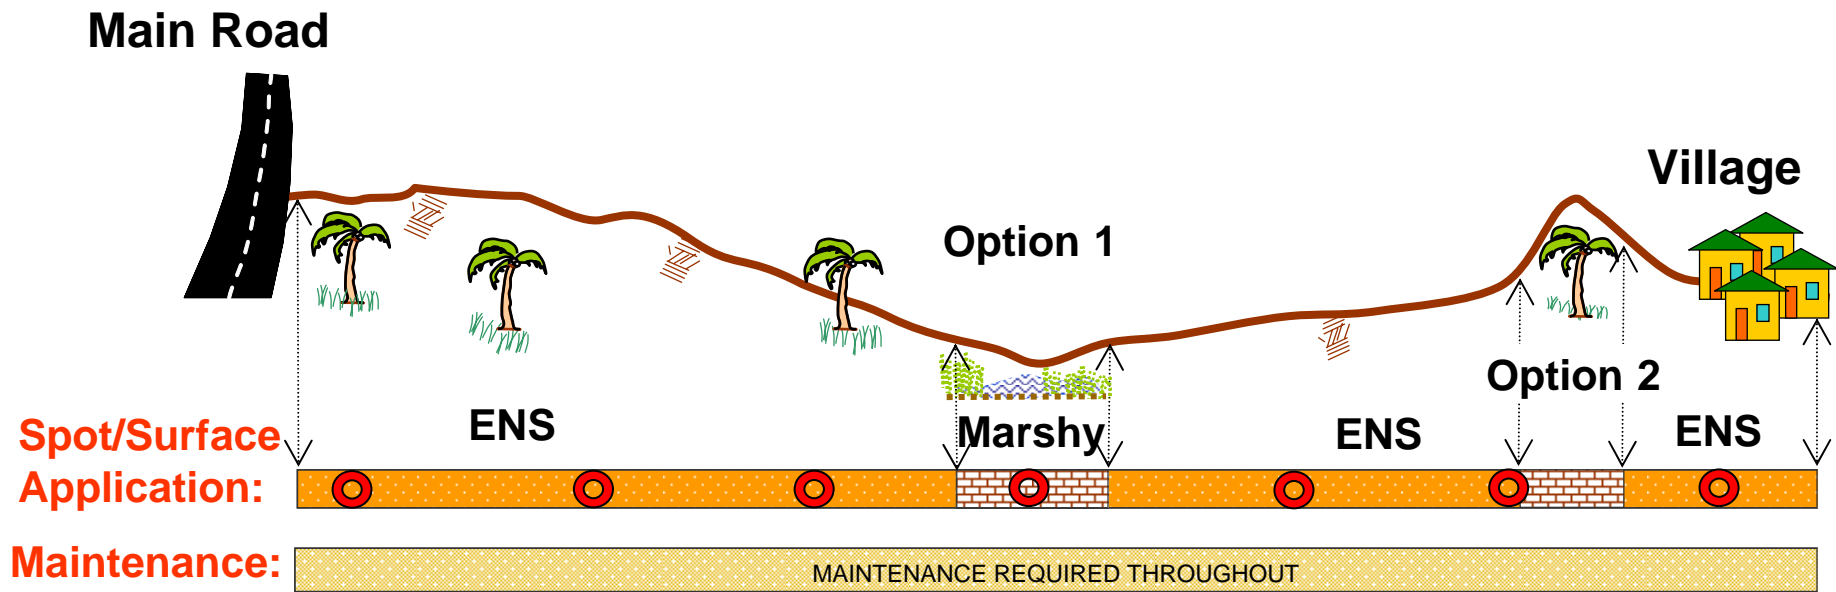 Main Road
Village
Option 1
Option 2
Spot/Surface
Application:
ENS
Marshy
ENS
ENS
Maintenance:
MAINTENANCE REQUIRED THROUGHOUT